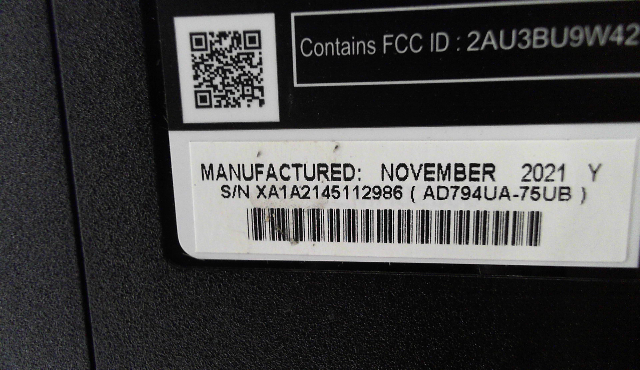 Contains FCC ID : 2AU3BU9W42
MANUFACTURED: NOVEMBER 2021 Y
S/N XA1A2145112986 ( AD794UA-75UB )